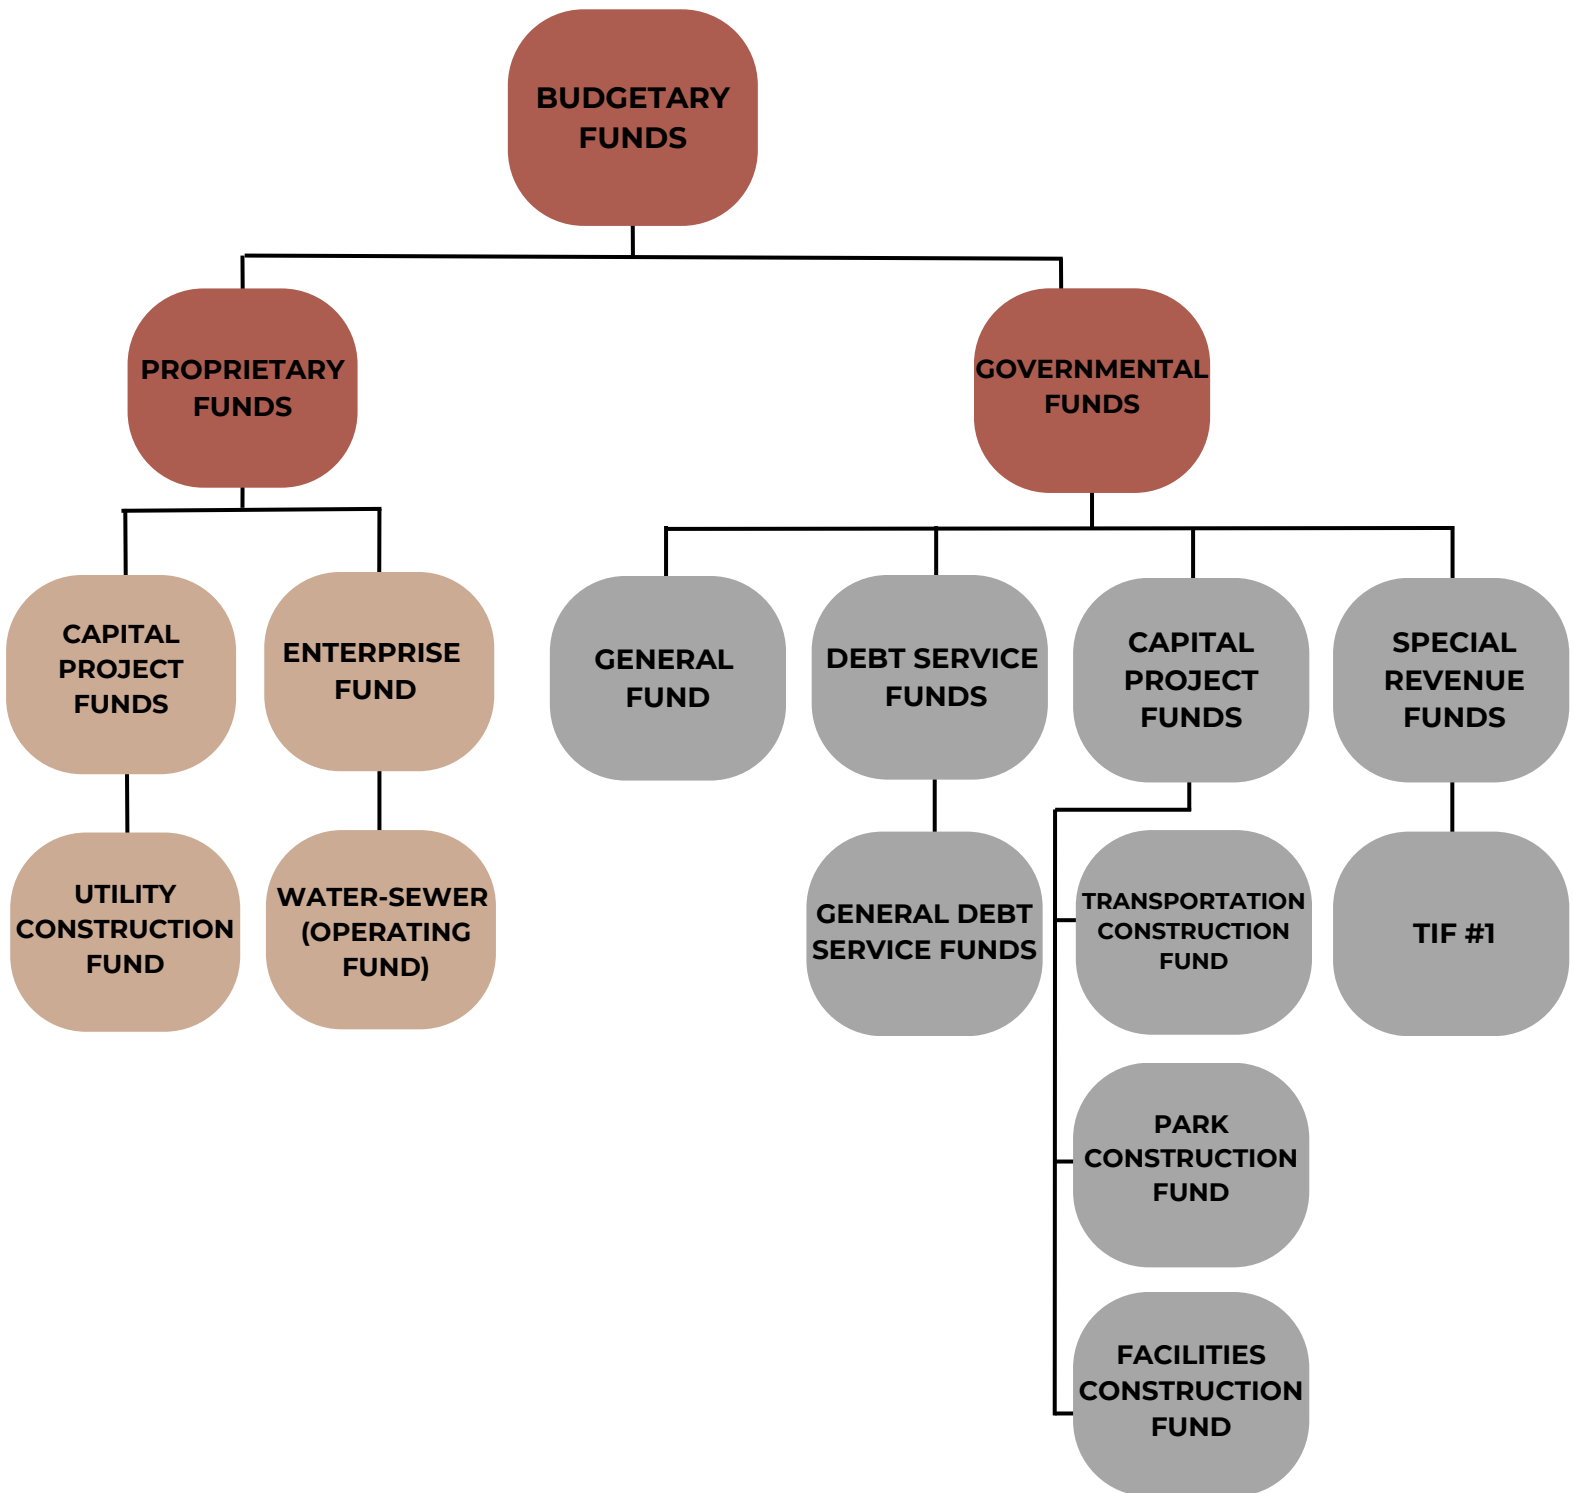 BUDGETARY
FUNDS
PROPRIETARY
FUNDS
GOVERNMENTAL
FUNDS
CAPITAL
PROJECT
FUNDS
ENTERPRISE
FUND
GENERAL
FUND
DEBT SERVICE
FUNDS
CAPITAL
PROJECT
FUNDS
SPECIAL
REVENUE
FUNDS
UTILITY
CONSTRUCTION
FUND
WATER-SEWER
(OPERATING
FUND)
GENERAL DEBT
SERVICE FUNDS
TRANSPORTATION
CONSTRUCTION
FUND
TIF #1
PARK
CONSTRUCTION
FUND
FACILITIES
CONSTRUCTION
FUND